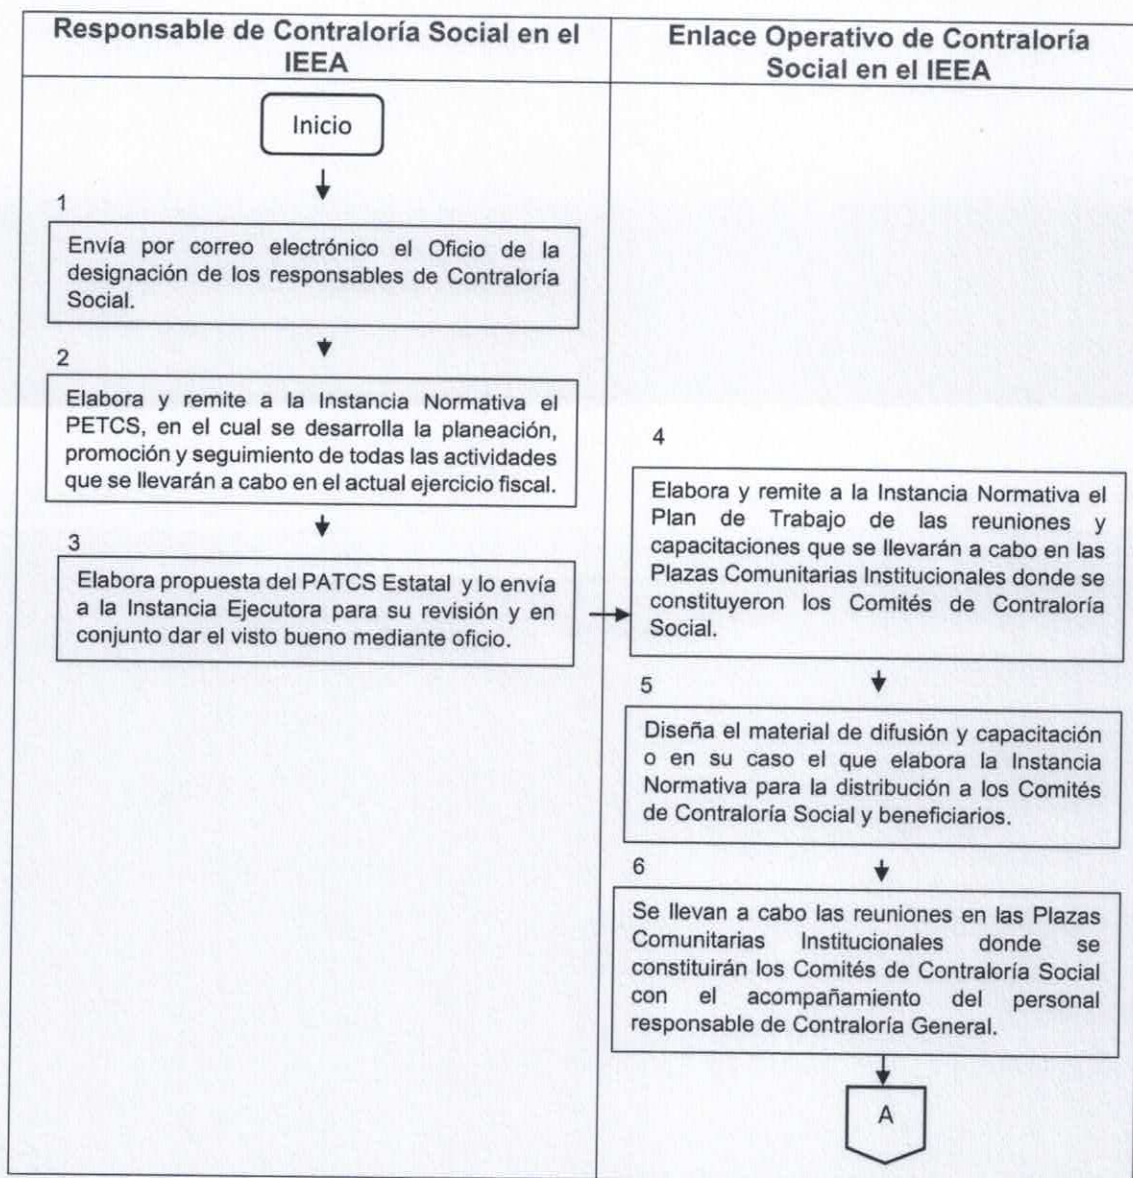 Responsable de Contraloría Social en el
IEEA
Enlace Operativo de Contraloría
Social en el IEEA
Inicio
1
Envía por correo electrónico el Oficio de la
designación de los responsables de Contraloría
Social.
2
Elabora y remite a la Instancia Normativa el
PETCS, en el cual se desarrolla la planeación,
promoción y seguimiento de todas las actividades
que se llevarán a cabo en el actual ejercicio fiscal.
3
Elabora propuesta del PATCS Estatal y lo envía
a la Instancia Ejecutora para su revisión y en
conjunto dar el visto bueno mediante oficio.
4
Elabora y remite a la Instancia Normativa el
Plan de Trabajo de las reuniones y
capacitaciones que se llevarán a cabo en las
Plazas Comunitarias Institucionales donde se
constituyeron los Comités de Contraloría
Social.
5
Diseña el material de difusión y capacitación
o en su caso el que elabora la Instancia
Normativa para la distribución a los Comités
de Contraloría Social y beneficiarios.
6
Se llevan a cabo las reuniones en las Plazas
Comunitarias Institucionales donde se
constituirán los Comités de Contraloría Social
con el acompañamiento del personal
responsable de Contraloría General.
A